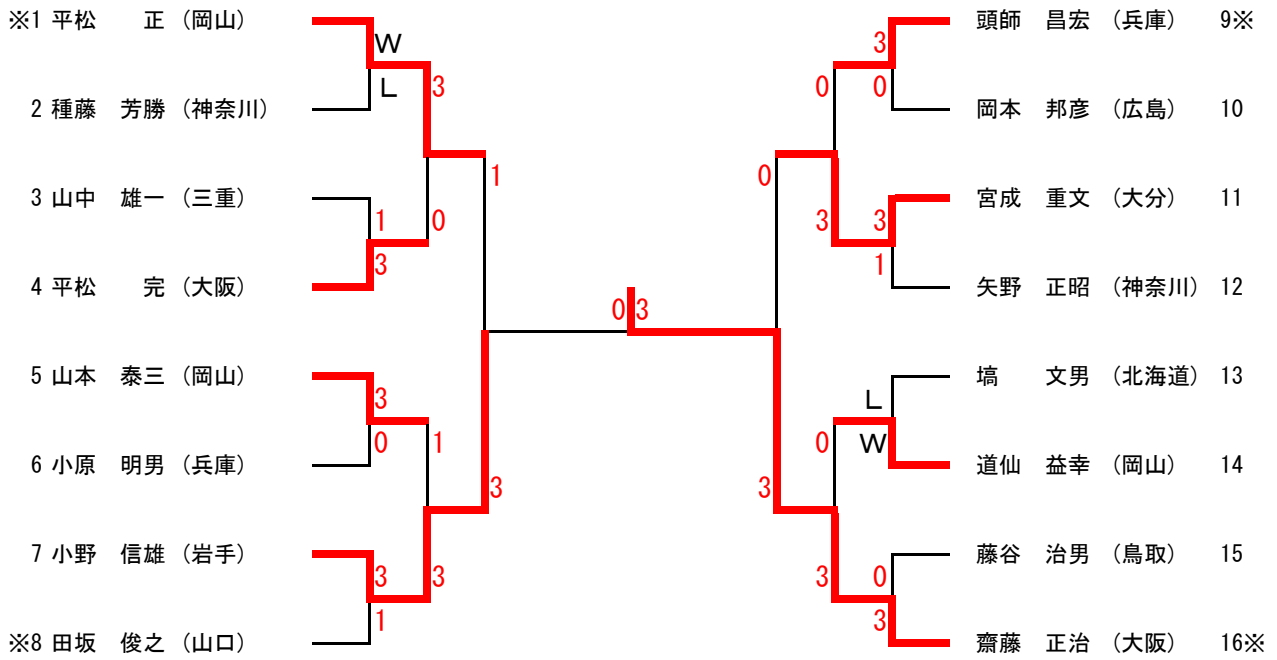 ※1 平松　　正 (岡山)
W
L
3
2 種藤　芳勝 (神奈川)
1
3 山中　雄一 (三重)
1
0
3
4 平松　　完 (大阪)
5 山本　泰三 (岡山)
3
0
1
6 小原　明男 (兵庫)
3
7 小野　信雄 (岩手)
3
3
1
※8 田坂　俊之 (山口)
0 3
頭師　昌宏 (兵庫) 9※
3
0
0
岡本　邦彦 (広島) 10
0
宮成　重文 (大分) 11
3
3
1
矢野　正昭 (神奈川) 12
塙　　文男 (北海道) 13
L
0
W
道仙　益幸 (岡山) 14
3
藤谷　治男 (鳥取) 15
3
0
3
齋藤　正治 (大阪) 16※